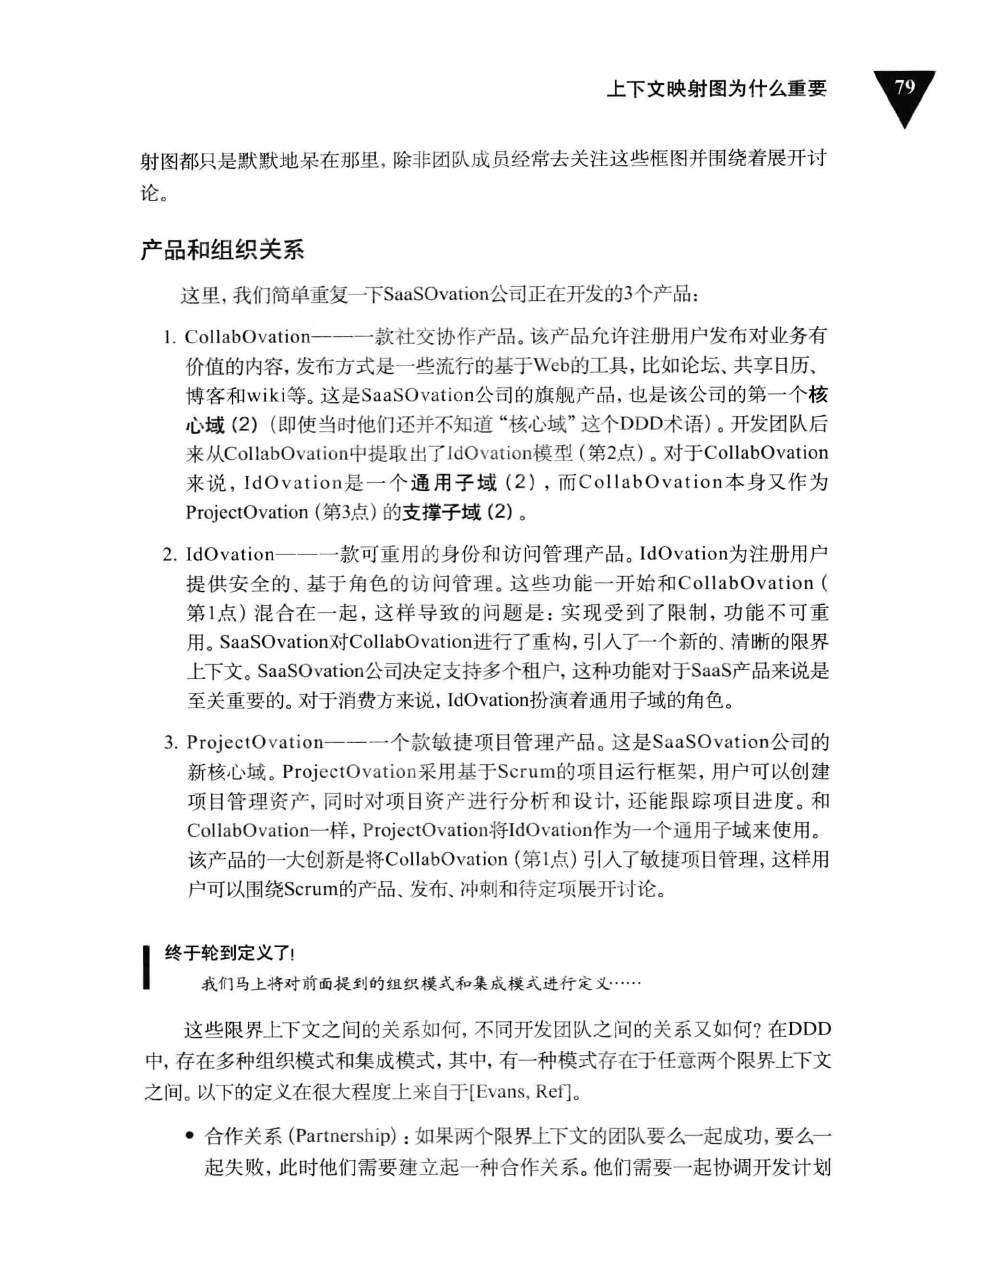 上下文映射图为什么重要
79
射图都只是默默地呆在那里, 除非团队成员经常去关注这些框图并围绕着展开讨
论。
产品和组织关系
这里, 我们简单重复一下SaaSOvation公司正在开发的3个产品:
1. CollabOvation——一款社交协作产品。该产品允许注册用户发布对业务有
价值的内容, 发布方式是一些流行的基于Web的工具, 比如论坛、共享日历、
博客和wiki等。这是SaaSOvation公司的旗舰产品, 也是该公司的第一个核
心域 (2) (即使当时他们还并不知道“核心域”这个DDD术语) 。开发团队后
来从CollabOvation中提取出了IdOvation模型 (第2点) 。对于CollabOvation
来说, IdOvation是一个通用子域 (2) , 而CollabOvation本身又作为
ProjectOvation (第3点) 的支撑子域 (2) 。
2. IdOvation——一款可重用的身份和访问管理产品。IdOvation为注册用户
提供安全的、基于角色的访问管理。这些功能一开始和CollabOvation (
第1点) 混合在一起, 这样导致的问题是: 实现受到了限制, 功能不可重
用。SaaSOvation对CollabOvation进行了重构, 引入了一个新的、清晰的限界
上下文。SaaSOvation公司决定支持多个租户, 这种功能对于SaaS产品来说是
至关重要的。对于消费方来说, IdOvation扮演着通用子域的角色。
3. ProjectOvation——一个款敏捷项目管理产品。这是SaaSOvation公司的
新核心域。ProjectOvation采用基于Scrum的项目运行框架, 用户可以创建
项目管理资产, 同时对项目资产进行分析和设计, 还能跟踪项目进度。和
CollabOvation一样, ProjectOvation将IdOvation作为一个通用子域来使用。
该产品的一大创新是将CollabOvation (第1点) 引入了敏捷项目管理, 这样用
户可以围绕Scrum的产品、发布、冲刺和待定项展开讨论。
终于轮到定义了!
我们马上将对前面提到的组织模式和集成模式进行定义……
这些限界上下文之间的关系如何, 不同开发团队之间的关系又如何? 在DDD
中, 存在多种组织模式和集成模式, 其中, 有一种模式存在于任意两个限界上下文
之间。以下的定义在很大程度上来自于[Evans, Ref]。
• 合作关系 (Partnership) : 如果两个限界上下文的团队要么一起成功, 要么一
起失败, 此时他们需要建立起一种合作关系。他们需要一起协调开发计划